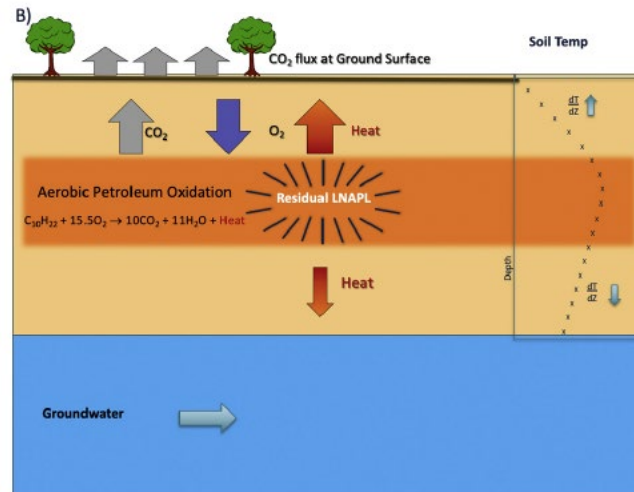 B)
Soil Temp
CO₂ flux at Ground Surface
dT
dZ
CO₂
O₂
Heat
Aerobic Petroleum Oxidation
Residual LNAPL
C₁₀H₂₂ + 15.5O₂ → 10CO₂ + 11H₂O + Heat
Depth
Heat
dT
dZ
Groundwater